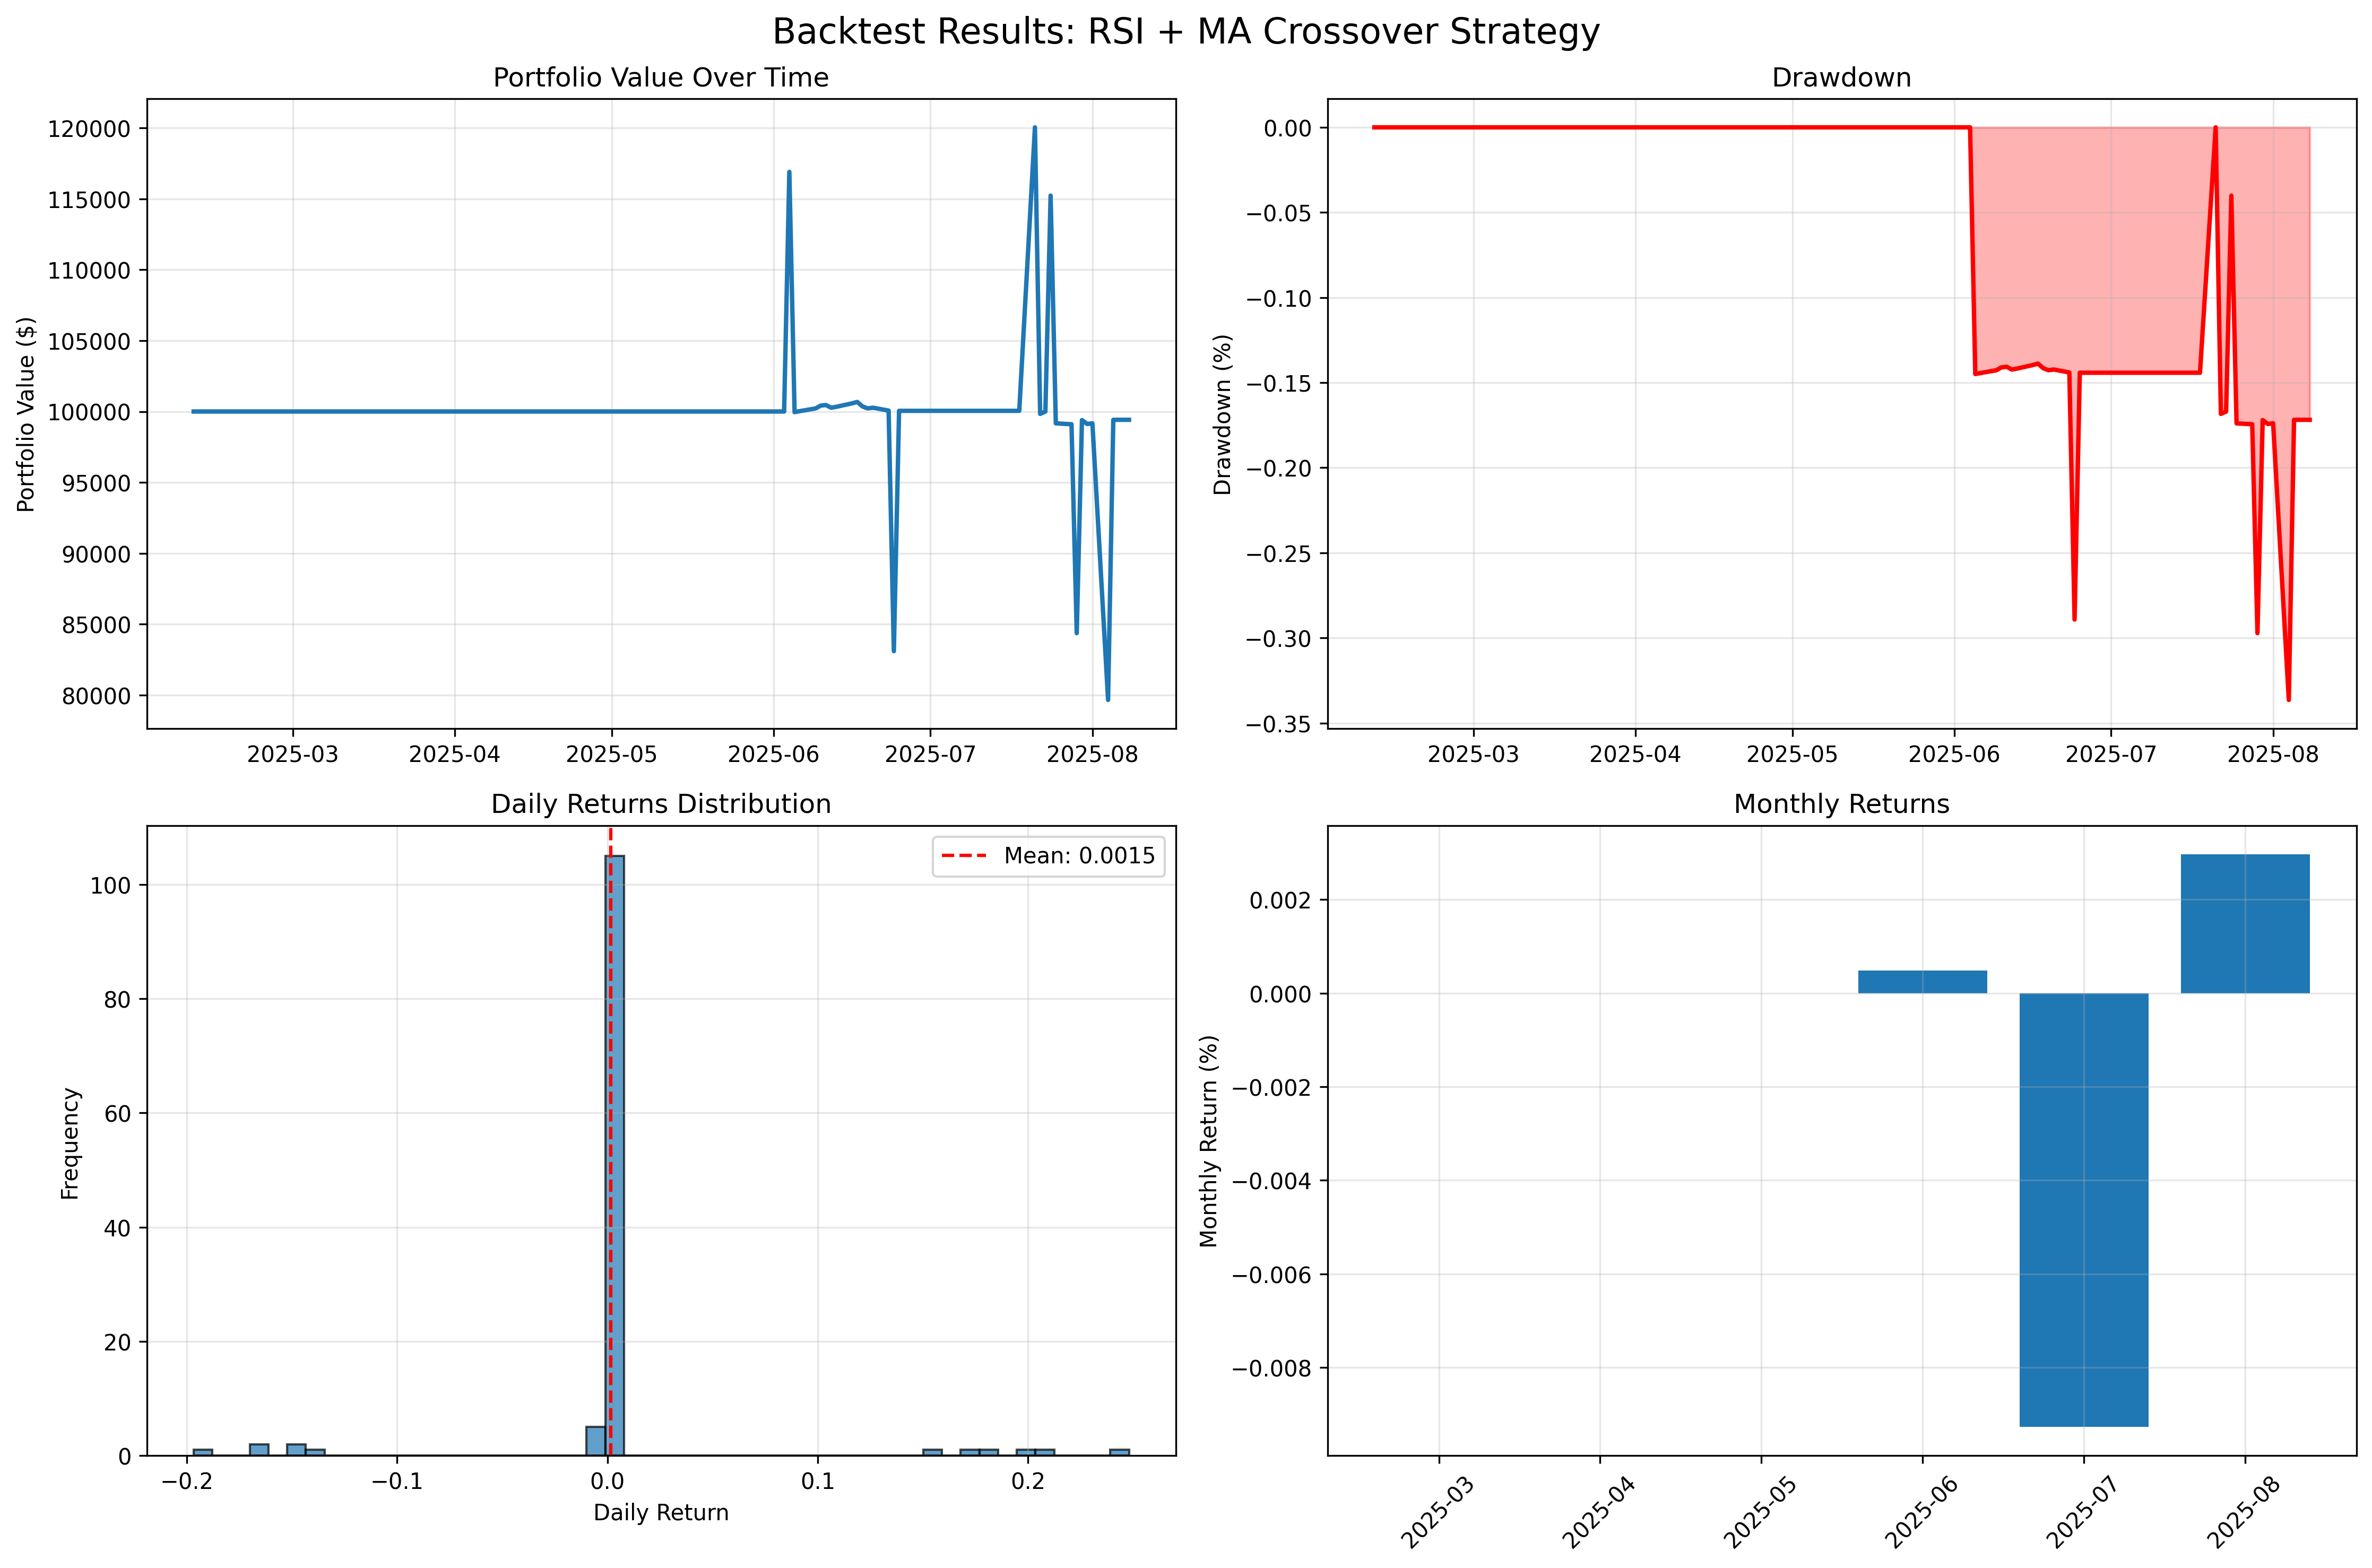 Backtest Results: RSI + MA Crossover Strategy
Portfolio Value Over Time
Portfolio Value ($)
120000
115000
110000
105000
100000
95000
90000
85000
80000
2025-03 2025-04 2025-05 2025-06 2025-07 2025-08
Drawdown
Drawdown (%)
0.00
−0.05
−0.10
−0.15
−0.20
−0.25
−0.30
−0.35
2025-03 2025-04 2025-05 2025-06 2025-07 2025-08
Daily Returns Distribution
Mean: 0.0015
Frequency
100
80
60
40
20
0
−0.2 −0.1 0.0 0.1 0.2
Daily Return
Monthly Returns
Monthly Return (%)
0.002
0.000
−0.002
−0.004
−0.006
−0.008
2025-03 2025-04 2025-05 2025-06 2025-07 2025-08